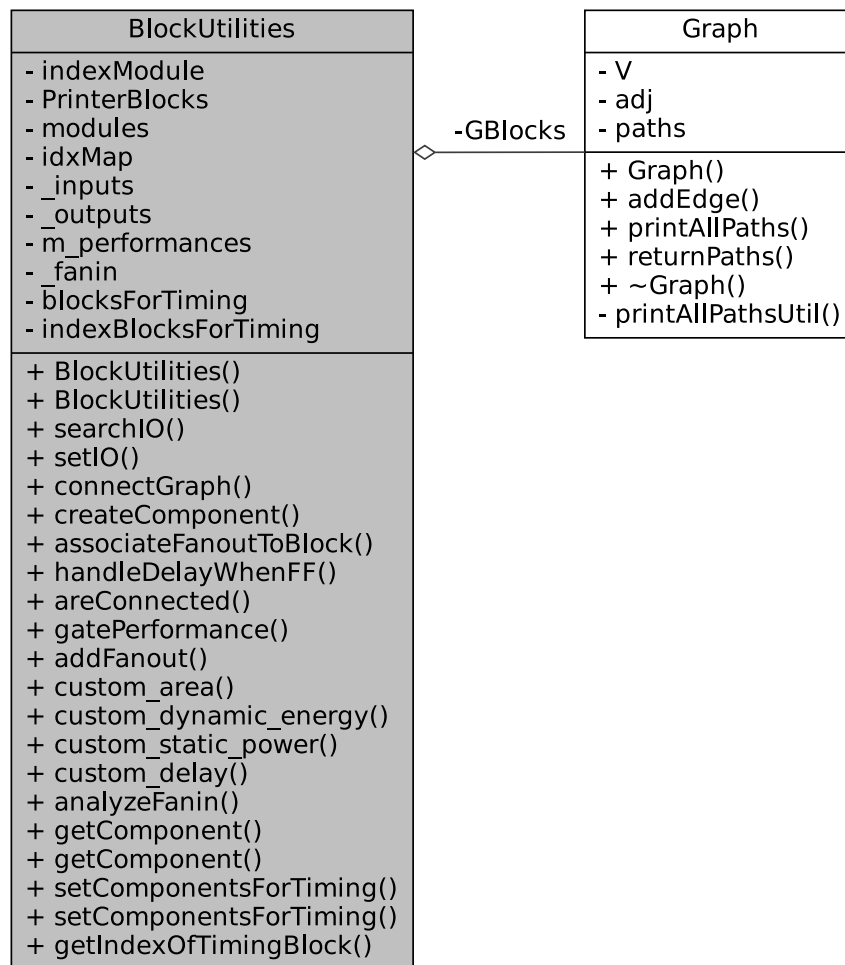 BlockUtilities
- indexModule
- PrinterBlocks
- modules
- idxMap
- _inputs
- _outputs
- m_performances
- _fanin
- blocksForTiming
- indexBlocksForTiming
+ BlockUtilities()
+ BlockUtilities()
+ searchIO()
+ setIO()
+ connectGraph()
+ createComponent()
+ associateFanoutToBlock()
+ handleDelayWhenFF()
+ areConnected()
+ gatePerformance()
+ addFanout()
+ custom_area()
+ custom_dynamic_energy()
+ custom_static_power()
+ custom_delay()
+ analyzeFanin()
+ getComponent()
+ getComponent()
+ setComponentsForTiming()
+ setComponentsForTiming()
+ getIndexOfTimingBlock()
-GBlocks
Graph
- V
- adj
- paths
+ Graph()
+ addEdge()
+ printAllPaths()
+ returnPaths()
+ ~Graph()
- printAllPathsUtil()